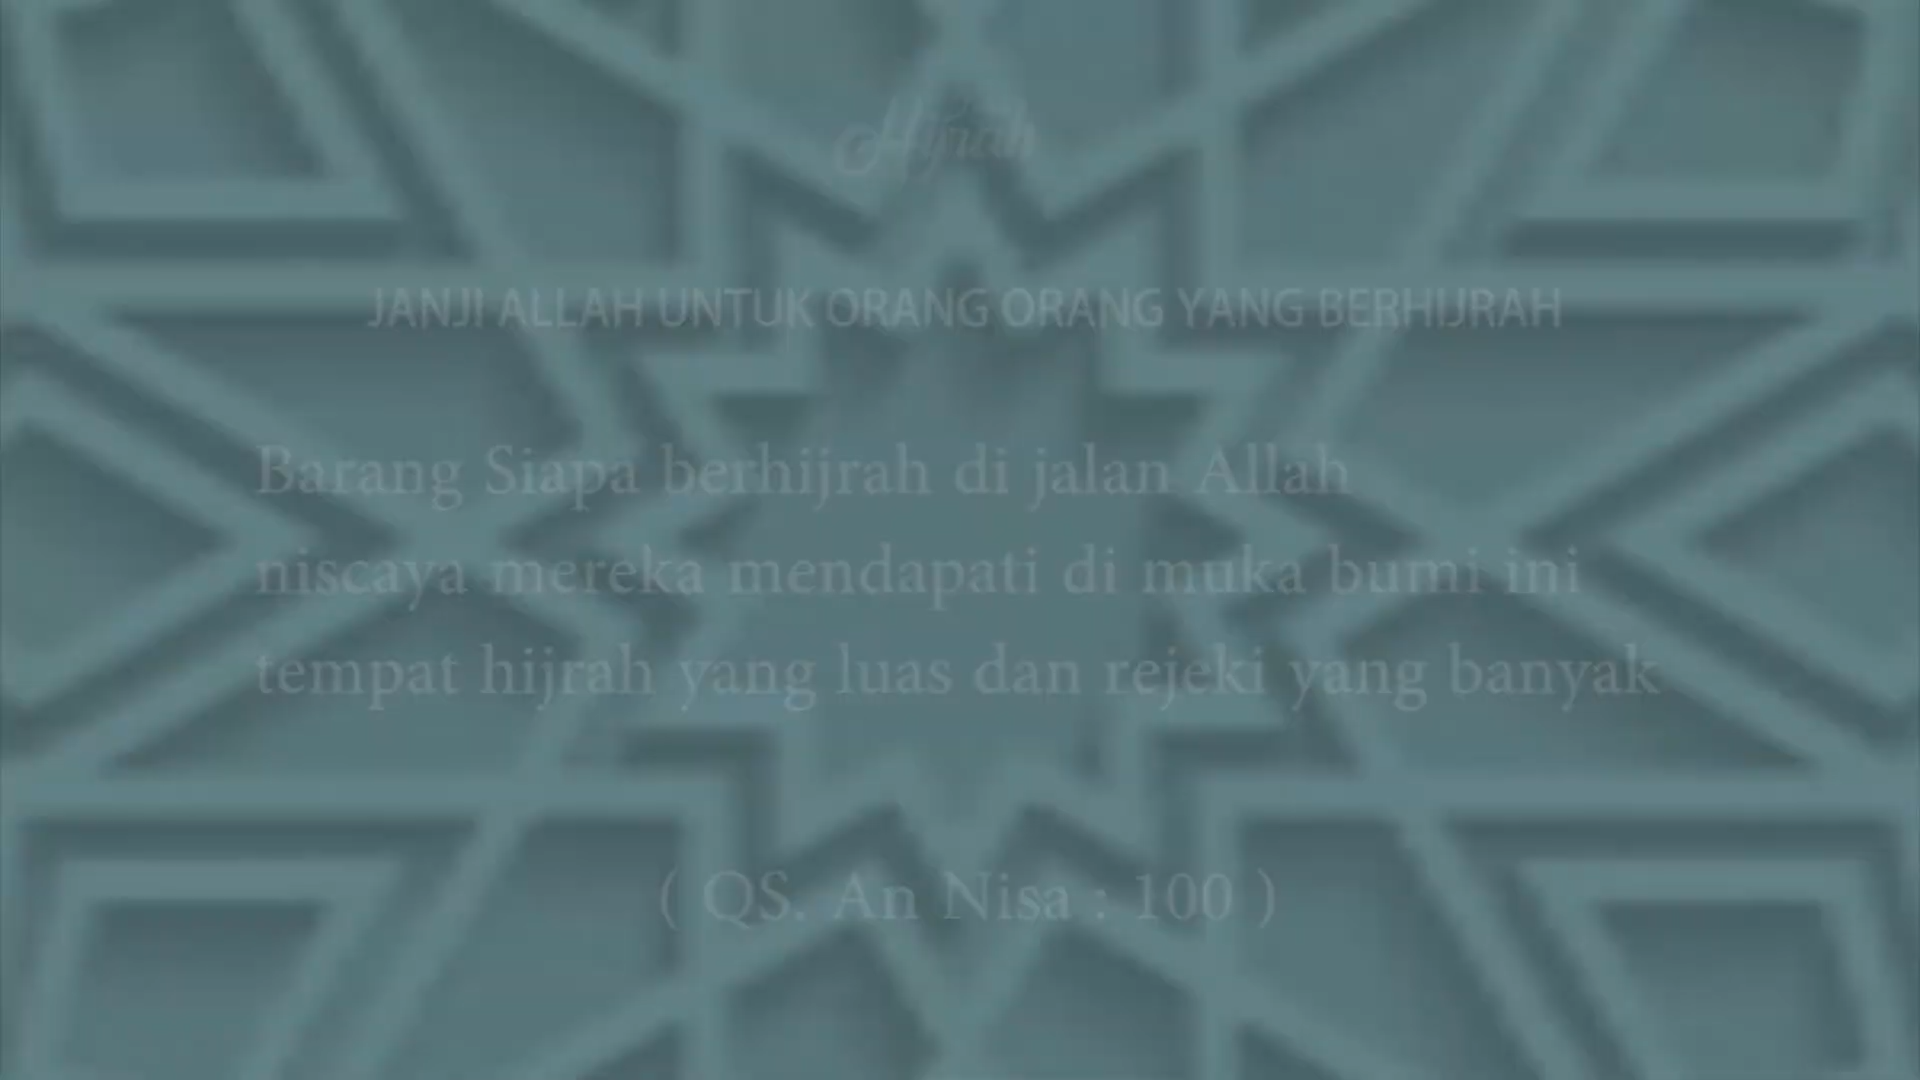 Hijrah
JANJI ALLAH UNTUK ORANG ORANG YANG BERHIJRAH
Barang Siapa berhijrah di jalan Allah
niscaya mereka mendapati di muka bumi ini
tempat hijrah yang luas dan rejeki yang banyak
( QS. An Nisa : 100 )